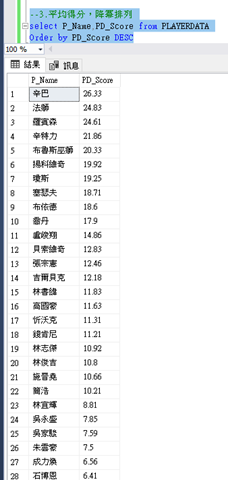 --3.平均得分，降冪排列
select P_Name,PD_Score from PLAYERDATA
Order by PD_Score DESC
100 %
結果 訊息
P_Name PD_Score
1 辛巴 26.33
2 法獅 24.83
3 羅賓森 24.61
4 辛特力 21.86
5 布魯斯巫師 20.33
6 揚科維奇 19.92
7 璦斯 19.25
8 塞瑟夫 18.71
9 布依德 18.6
10 喬丹 17.9
11 盧峻翔 14.86
12 貝索維奇 12.83
13 張宗憲 12.46
14 吉爾貝克 12.18
15 林書緯 11.83
16 高國豪 11.63
17 忻沃克 11.31
18 錢肯尼 11.21
19 林志傑 10.92
20 林俊吉 10.8
21 施晉堯 10.66
22 簡浩 10.21
23 林宜輝 8.81
24 吳永盛 7.85
25 吳家駿 7.59
26 朱雲豪 7.5
27 成力煥 6.56
28 石博恩 6.41